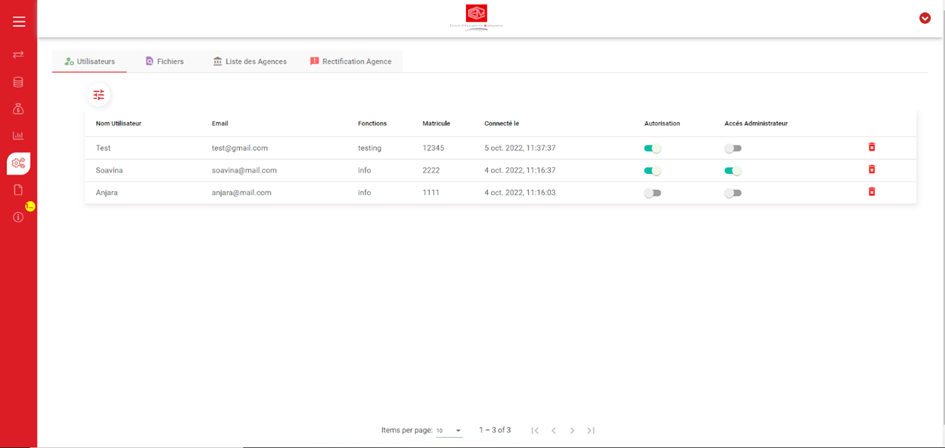 Utilisateurs Fichiers Liste des Agences Rectification Agence
Nom Utilisateur Email Fonctions Matricule Connecté le Autorisation Accés Administrateur
Test test@gmail.com testing 12345 5 oct. 2022, 11:37:37
Soavina soavina@mail.com info 2222 4 oct. 2022, 11:16:37
Anjara anjara@mail.com info 1111 4 oct. 2022, 11:16:03
Items per page: 10 1 – 3 of 3